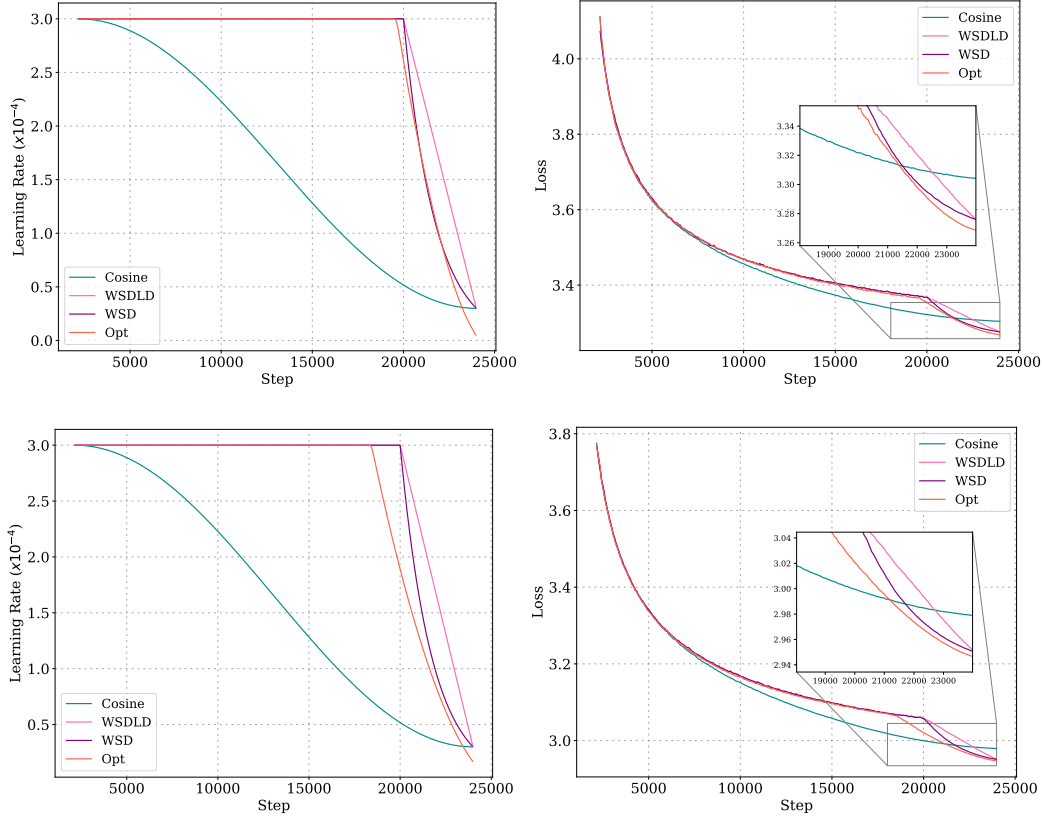 3.0
2.5
2.0
1.5
1.0
0.5
0.0
Learning Rate (x10⁻⁴)
Cosine
WSDLD
WSD
Opt
5000 10000 15000 20000 25000
Step
4.0
3.8
3.6
3.4
Loss
Cosine
WSDLD
WSD
Opt
3.34
3.32
3.30
3.28
3.26
19000 20000 21000 22000 23000
5000 10000 15000 20000 25000
Step
3.0
2.5
2.0
1.5
1.0
0.5
Learning Rate (x10⁻⁴)
Cosine
WSDLD
WSD
Opt
5000 10000 15000 20000 25000
Step
3.8
3.6
3.4
3.2
3.0
Loss
Cosine
WSDLD
WSD
Opt
3.04
3.02
3.00
2.98
2.96
2.94
19000 20000 21000 22000 23000
5000 10000 15000 20000 25000
Step